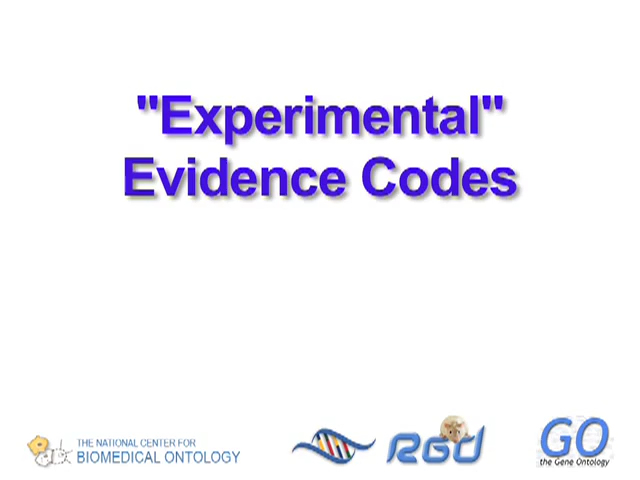 "Experimental"
Evidence Codes
THE NATIONAL CENTER FOR
BIOMEDICAL ONTOLOGY
RGD
GO
the Gene Ontology